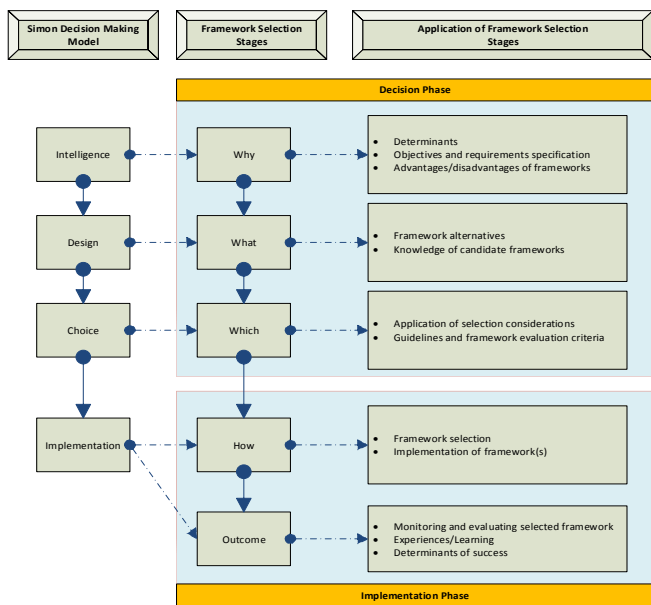 Simon Decision Making
Model
Framework Selection
Stages
Application of Framework Selection
Stages
Decision Phase
Intelligence
Why
• Determinants
• Objectives and requirements specification
• Advantages/disadvantages of frameworks
Design
What
• Framework alternatives
• Knowledge of candidate frameworks
Choice
Which
• Application of selection considerations
• Guidelines and framework evaluation criteria
Implementation
How
• Framework selection
• Implementation of framework(s)
Outcome
• Monitoring and evaluating selected framework
• Experiences/Learning
• Determinants of success
Implementation Phase